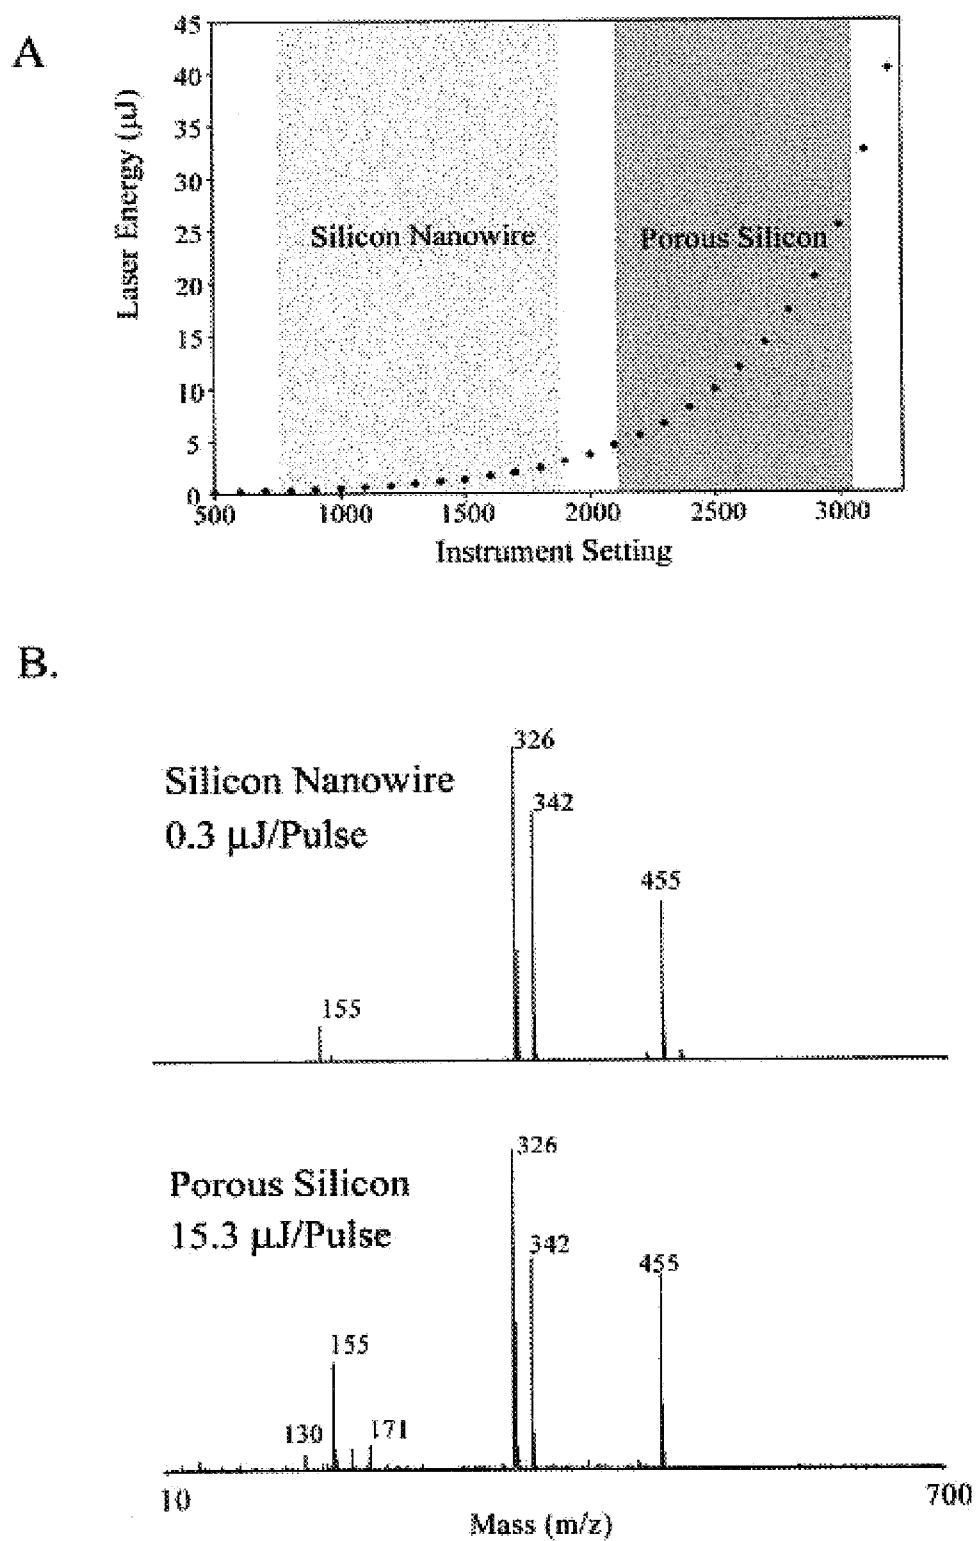 A
Laser Energy (μJ)
45
40
35
30
25
20
15
10
5
0
Silicon Nanowire
Porous Silicon
500 1000 1500 2000 2500 3000
Instrument Setting
B.
Silicon Nanowire
0.3 μJ/Pulse
326
342
455
155
Porous Silicon
15.3 μJ/Pulse
326
342
455
155
130
171
10
700
Mass (m/z)